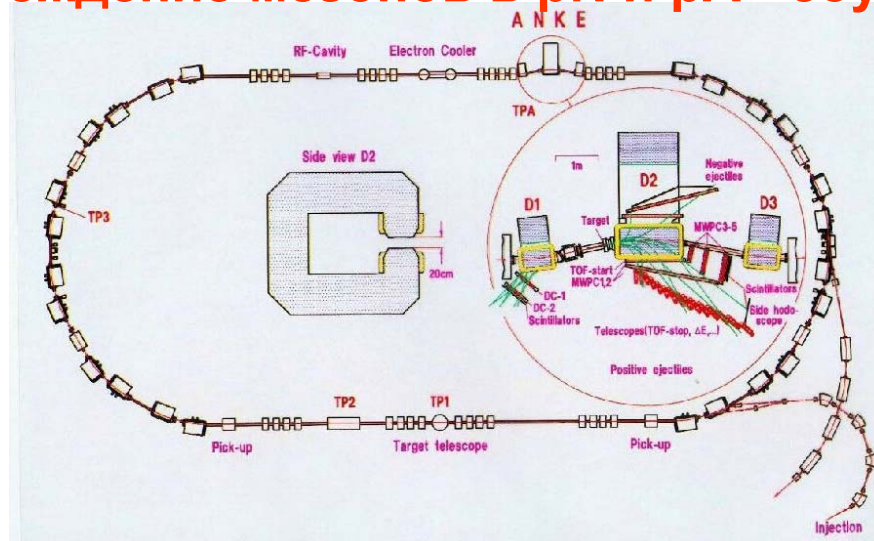 мезонов в
A N K E
RF-Cavity
Electron Cooler
TPA
Side view D2
1m
D2
Negative
ejectiles
D1
D3
Target
MWPC3-5
TP3
20cm
TOF-start
MWPC1,2
Scintillators
DC-1
DC-2
Scintillators
Side hodo-
scope
Telescopes(TOF-stop, ΔE,...)
Positive ejectiles
TP2
TP1
Pick-up
Target telescope
Pick-up
Injection